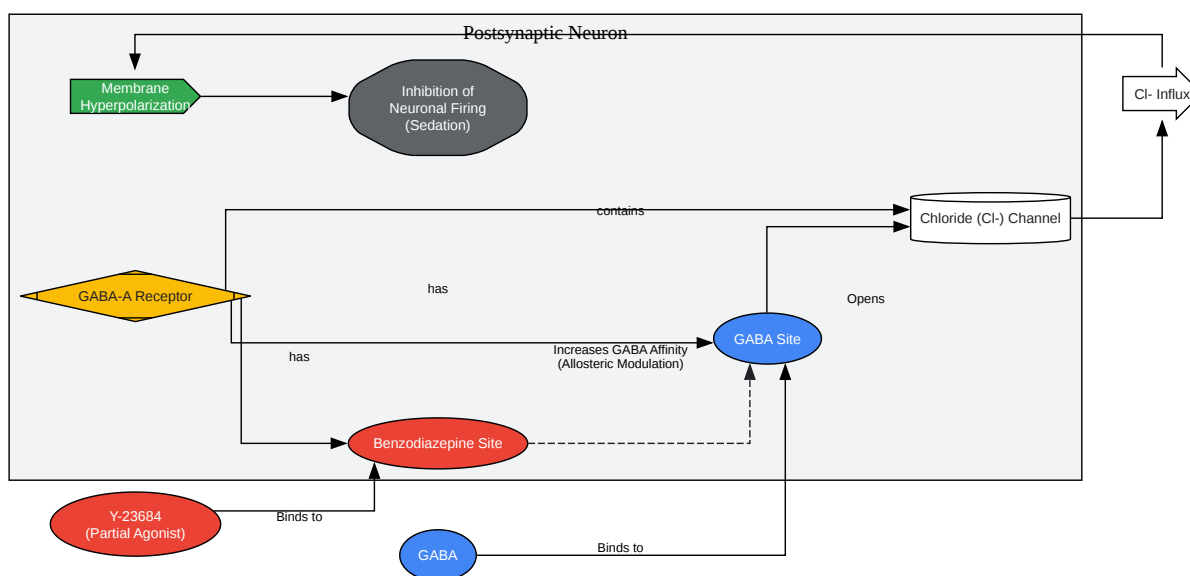 Postsynaptic Neuron
Membrane
Hyperpolarization
Inhibition of
Neuronal Firing
(Sedation)
Cl- Influx
contains
Chloride (Cl-) Channel
has
GABA-A Receptor
Opens
GABA Site
has
Increases GABA Affinity
(Allosteric Modulation)
Benzodiazepine Site
Y-23684
(Partial Agonist)
Binds to
GABA
Binds to